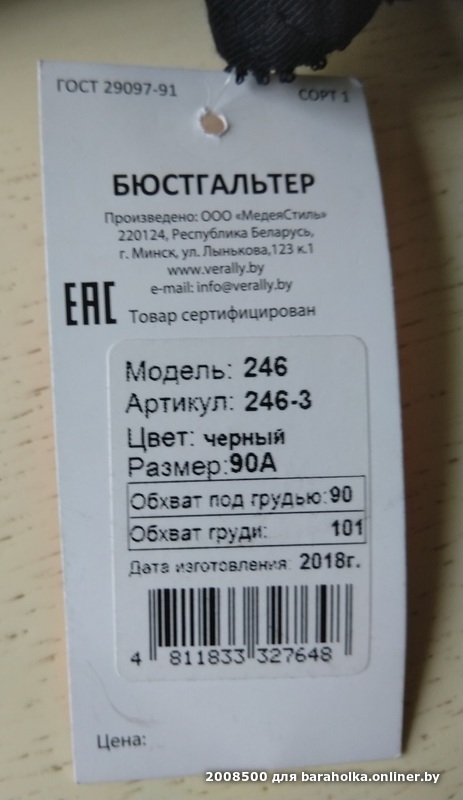 ГОСТ 29097-91
СОРТ 1
БЮСТГАЛЬТЕР
Произведено: ООО «МедеяСтиль»
220124, Республика Беларусь,
г. Минск, ул. Лынькова,123 к.1
www.verally.by
e-mail: info@verally.by
EAC Товар сертифицирован
Модель: 246
Артикул: 246-3
Цвет: черный
Размер:90А
Обхват под грудью:90
Обхват груди: 101
Дата изготовления: 2018г.
4 811833 327648
Цена:
2008500 для baraholka.onliner.by